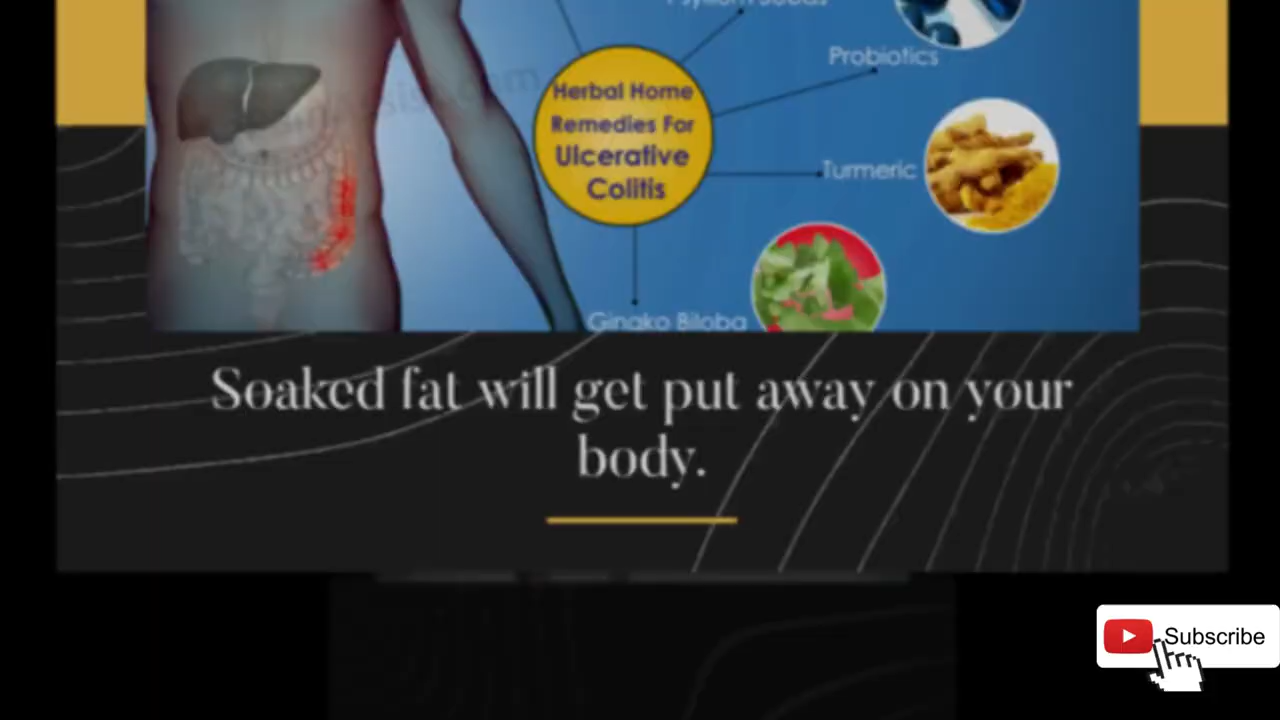 Probiotics
Herbal Home
Remedies For
Ulcerative
Colitis
Turmeric
Ginako Biloba
Soaked fat will get put away on your
body.
Subscribe